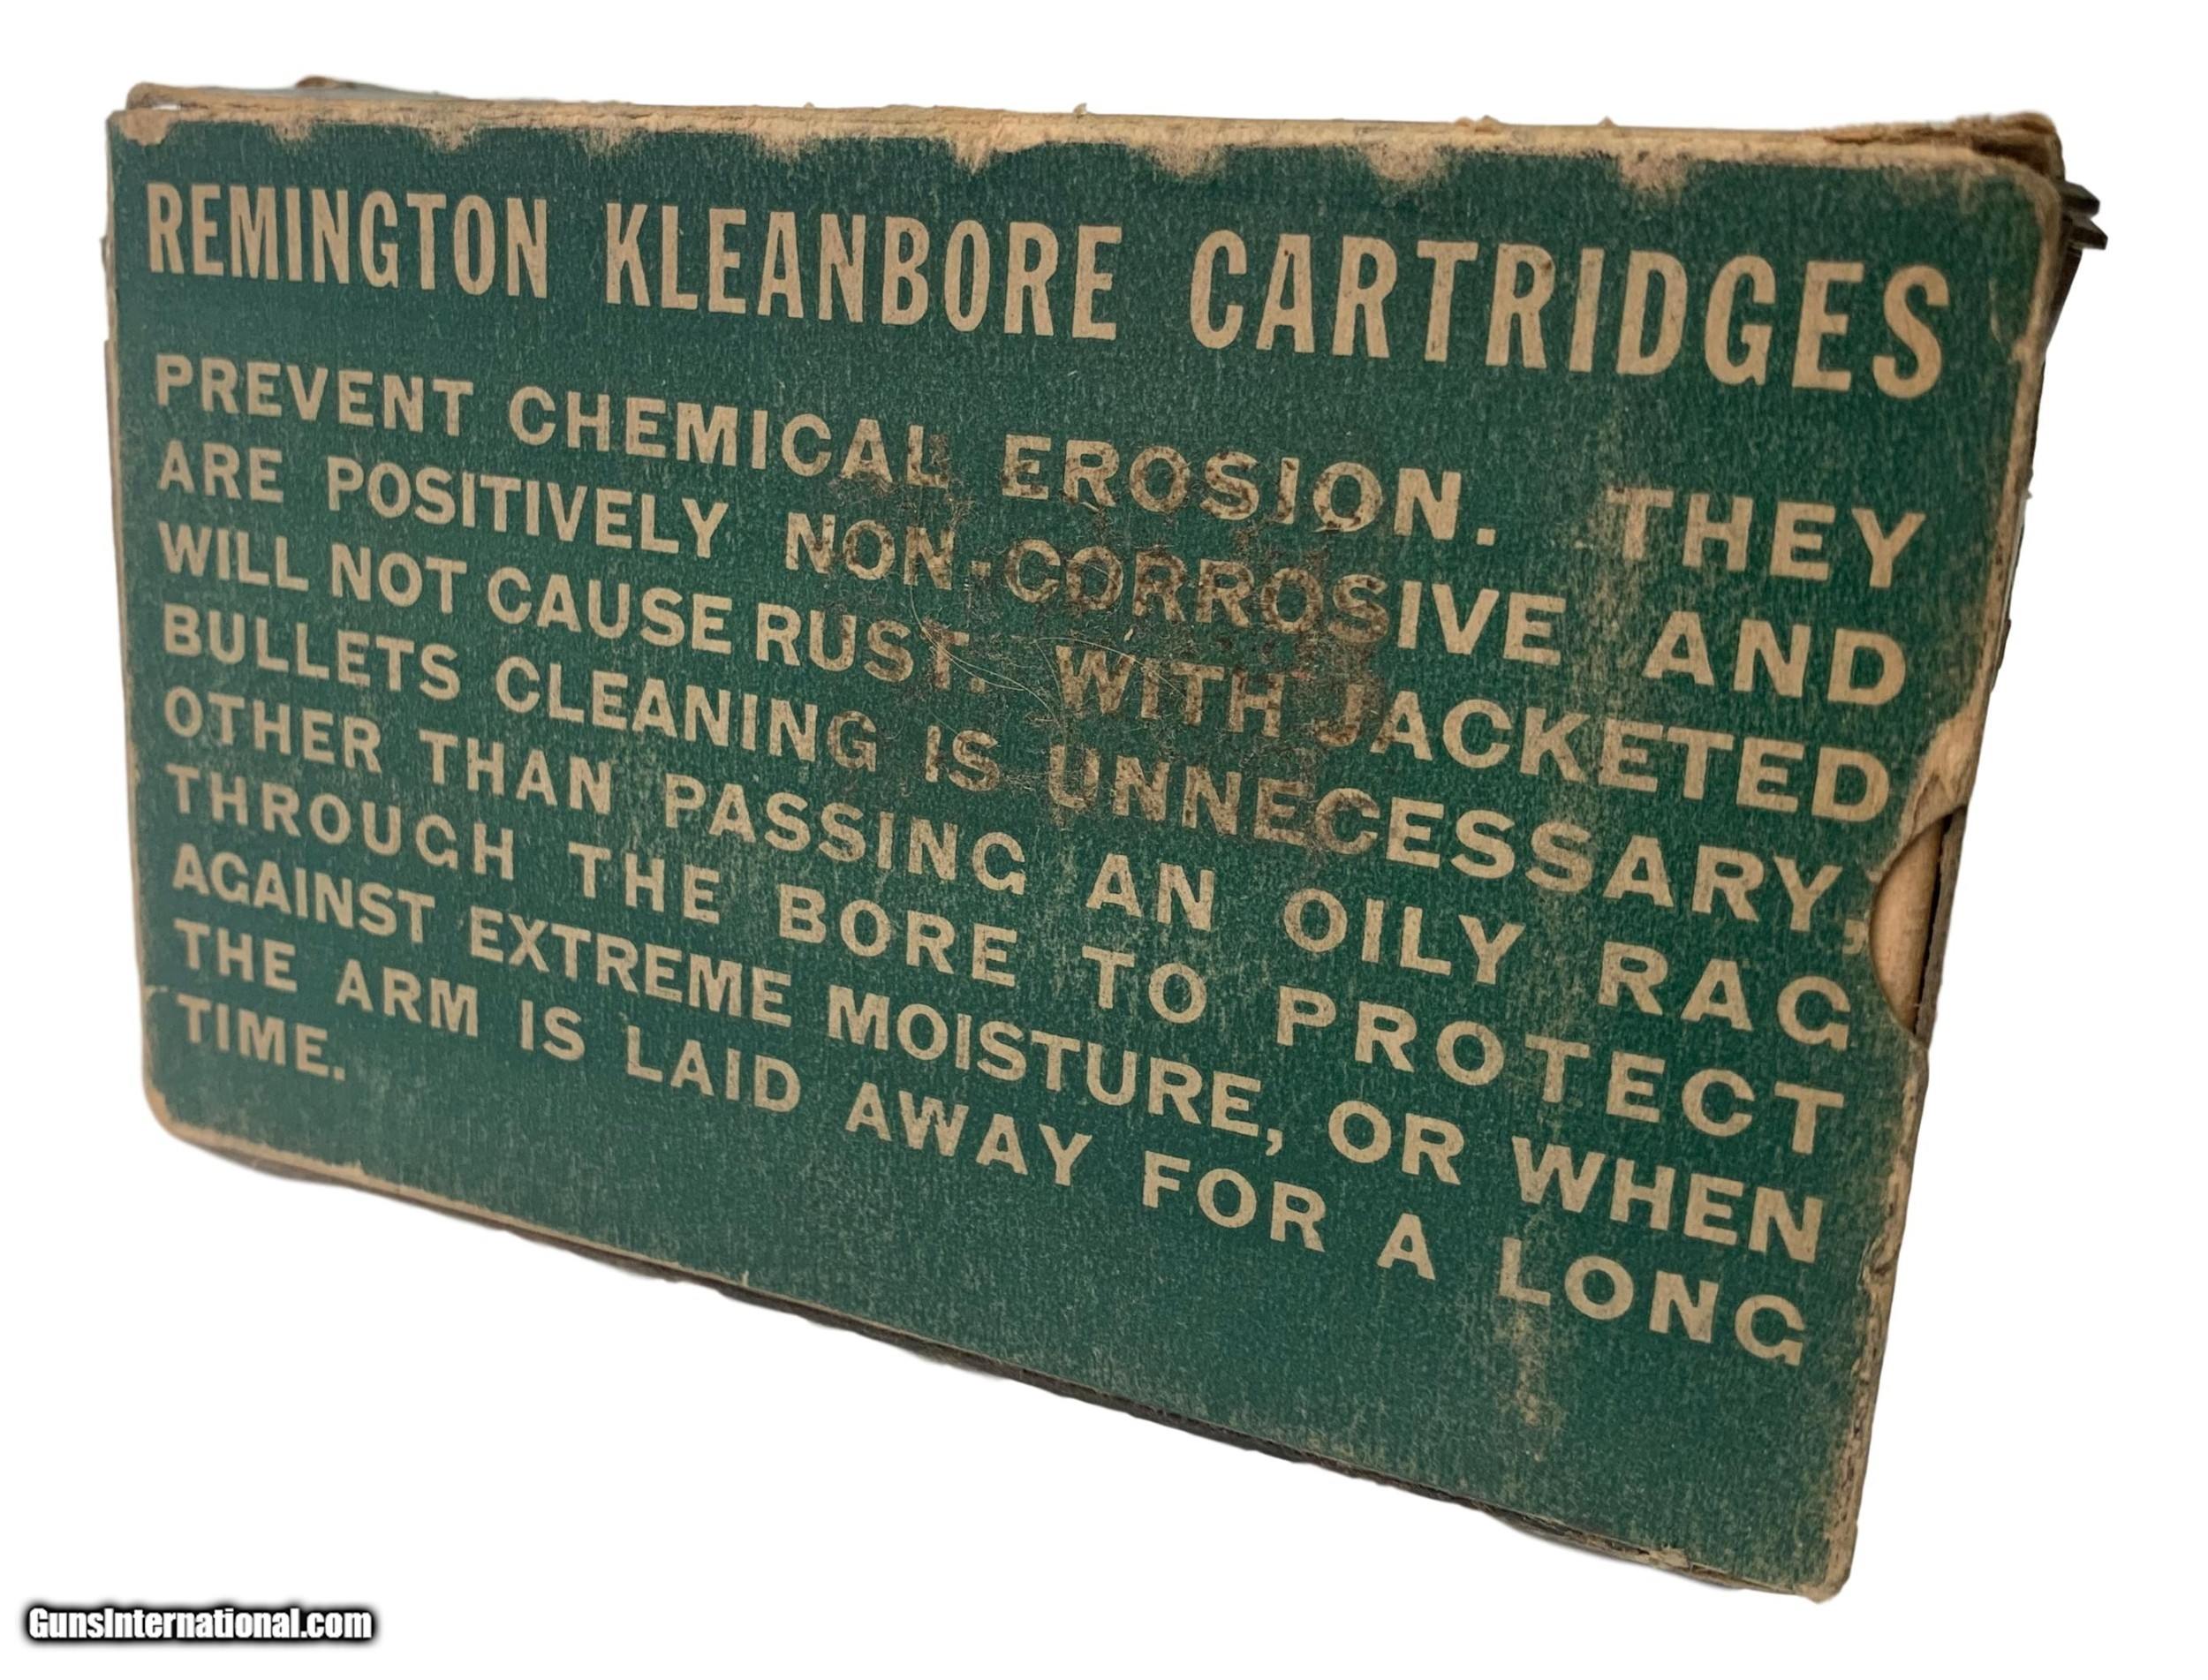 REMINGTON KLEANBORE CARTRIDGES
PREVENT CHEMICAL EROSION. THEY
ARE POSITIVELY NON-CORROSIVE AND
WILL NOT CAUSE RUST. WITH JACKETED
BULLETS CLEANING IS UNNECESSARY,
OTHER THAN PASSING AN OILY RAG
THROUGH THE BORE TO PROTECT
AGAINST EXTREME MOISTURE, OR WHEN
THE ARM IS LAID AWAY FOR A LONG
TIME.
GunsInternational.com